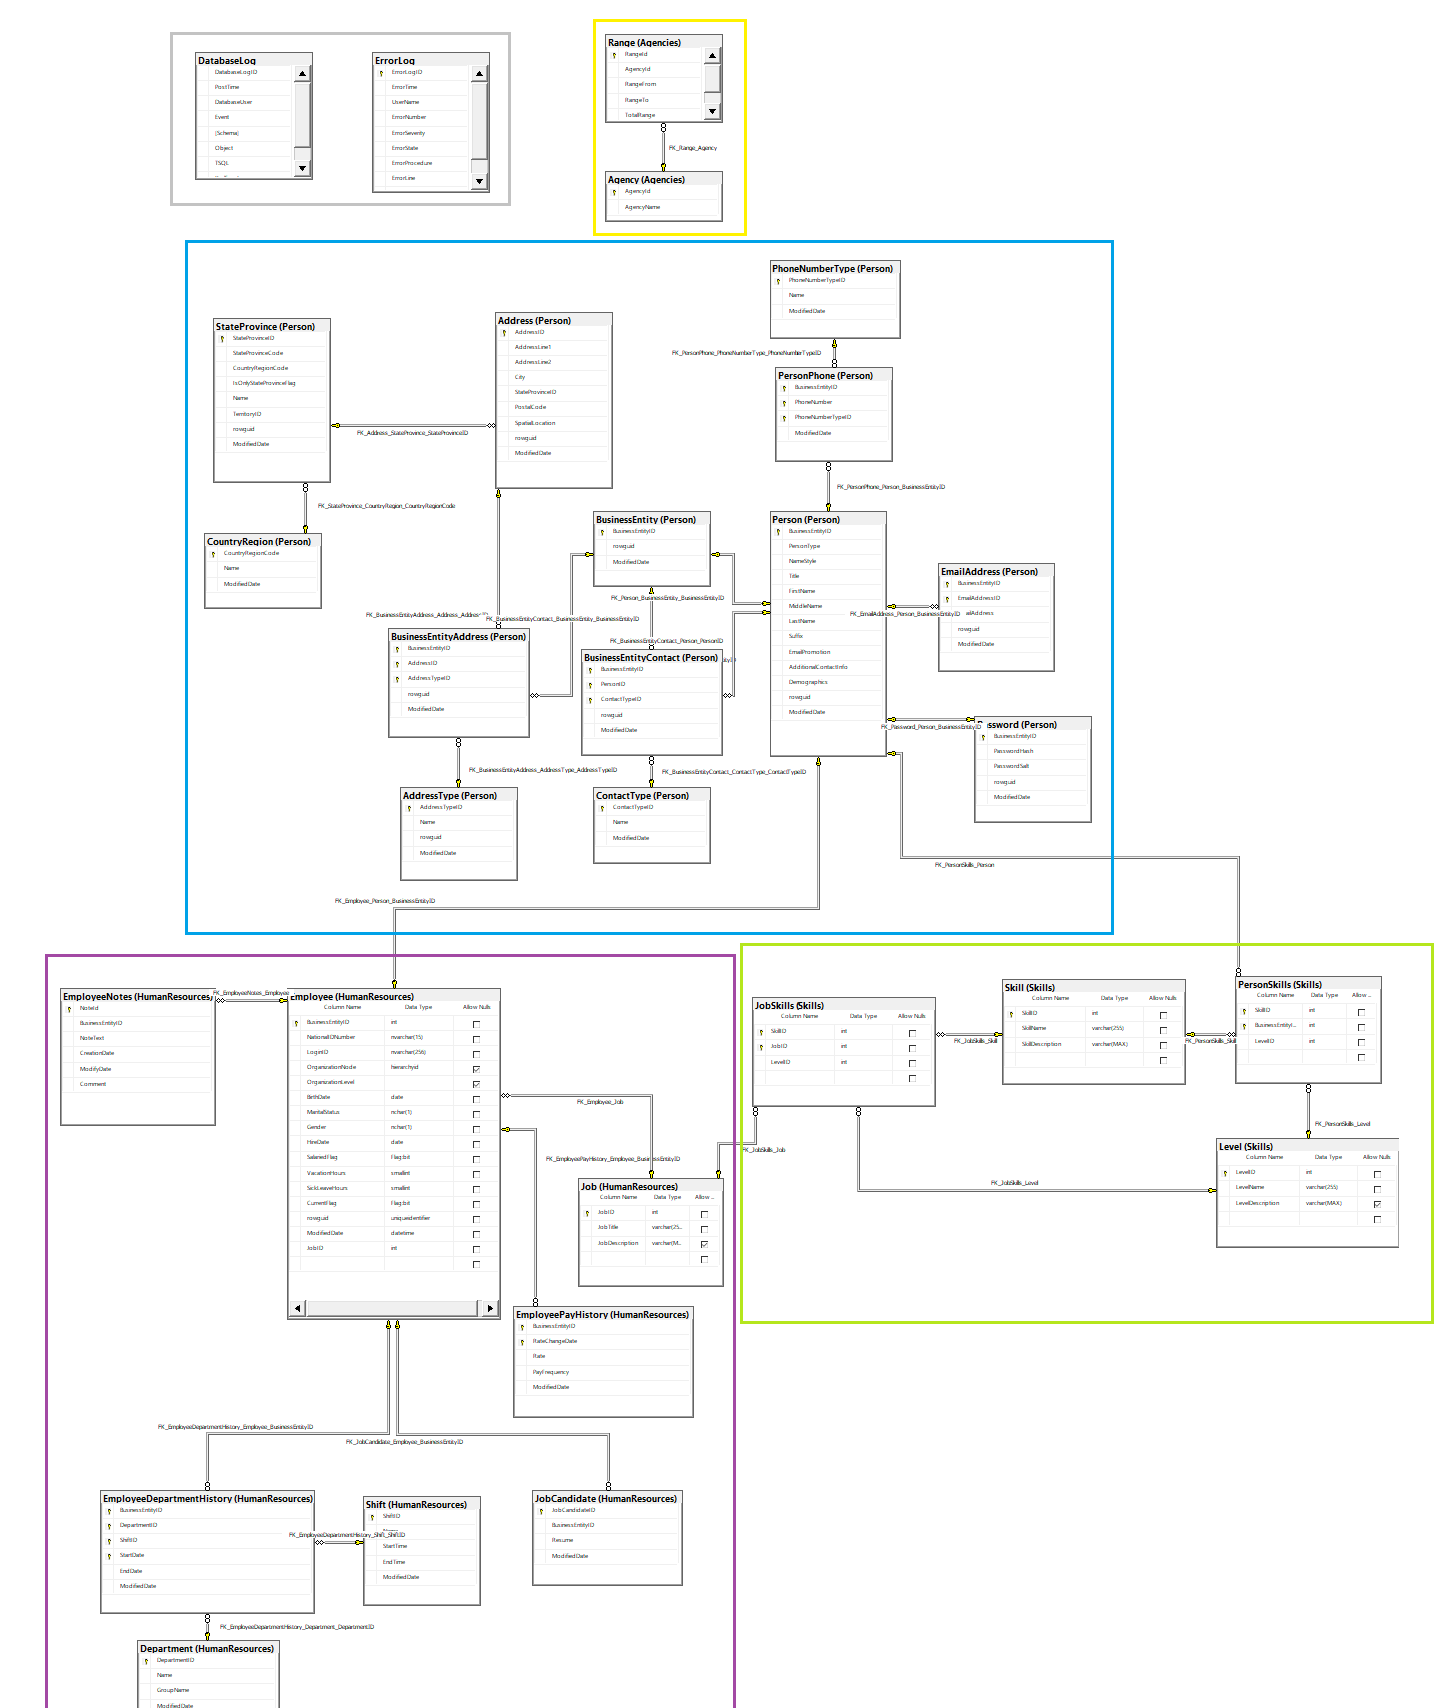 DatabaseLog
DatabaseLogID
PostTime
DatabaseUser
Event
[Schema]
Object
TSQL
ErrorLog
ErrorLogID
ErrorTime
UserName
ErrorNumber
ErrorSeverity
ErrorState
ErrorProcedure
ErrorLine
Range (Agencies)
RangeId
AgencyId
RangeFrom
RangeTo
TotalRange
FK_Range_Agency
Agency (Agencies)
AgencyId
AgencyName
PhoneNumberType (Person)
PhoneNumberTypeID
Name
ModifiedDate
FK_PersonPhone_PhoneNumberType_PhoneNumberTypeID
PersonPhone (Person)
BusinessEntityID
PhoneNumber
PhoneNumberTypeID
ModifiedDate
FK_PersonPhone_Person_BusinessEntityID
StateProvince (Person)
StateProvinceID
StateProvinceCode
CountryRegionCode
IsOnlyStateProvinceFlag
Name
TerritoryID
rowguid
ModifiedDate
FK_Address_StateProvince_StateProvinceID
Address (Person)
AddressID
AddressLine1
AddressLine2
City
StateProvinceID
PostalCode
SpatialLocation
rowguid
ModifiedDate
FK_StateProvince_CountryRegion_CountryRegionCode
CountryRegion (Person)
CountryRegionCode
Name
ModifiedDate
BusinessEntity (Person)
BusinessEntityID
rowguid
ModifiedDate
FK_Person_BusinessEntity_BusinessEntityID
FK_BusinessEntityAddress_Address_Address
FK_BusinessEntityContact_BusinessEntity_BusinessEntityID
FK_BusinessEntityContact_Person_PersonID
Person (Person)
BusinessEntityID
PersonType
NameStyle
Title
FirstName
MiddleName
LastName
Suffix
EmailPromotion
AdditionalContactInfo
Demographics
rowguid
ModifiedDate
EmailAddress (Person)
BusinessEntityID
EmailAddressID
ailAddress
rowguid
ModifiedDate
FK_EmailAddress_Person_BusinessEntityID
BusinessEntityAddress (Person)
BusinessEntityID
AddressID
AddressTypeID
rowguid
ModifiedDate
BusinessEntityContact (Person)
BusinessEntityID
PersonID
ContactTypeID
rowguid
ModifiedDate
FK_Password_Person_BusinessEntityID
ssword (Person)
BusinessEntityID
PasswordHash
PasswordSalt
rowguid
ModifiedDate
FK_BusinessEntityAddress_AddressType_AddressTypeID
FK_BusinessEntityContact_ContactType_ContactTypeID
AddressType (Person)
AddressTypeID
Name
rowguid
ModifiedDate
ContactType (Person)
ContactTypeID
Name
ModifiedDate
FK_PersonSkills_Person
FK_Employee_Person_BusinessEntityID
EmployeeNotes (HumanResources)
NoteId
BusinessEntityID
NoteText
CreationDate
ModifyDate
Comment
FK_EmployeeNotes_Employee
Employee (HumanResources)
Column Name Data Type Allow Nulls
BusinessEntityID int
NationalIDNumber nvarchar(15)
LoginID nvarchar(256)
OrganizationNode hierarchyid
OrganizationLevel
BirthDate date
MaritalStatus nchar(1)
Gender nchar(1)
HireDate date
SalariedFlag Flag:bit
VacationHours smallint
SickLeaveHours smallint
CurrentFlag Flag:bit
rowguid uniqueidentifier
ModifiedDate datetime
JobID int
FK_Employee_Job
FK_EmployeePayHistory_Employee_BusinessEntityID
Job (HumanResources)
Column Name Data Type Allow ...
JobID int
JobTitle varchar(25...
JobDescription varchar(M...
EmployeePayHistory (HumanResources)
BusinessEntityID
RateChangeDate
Rate
PayFrequency
ModifiedDate
JobSkills (Skills)
Column Name Data Type Allow Nulls
SkillID int
JobID int
LevelID int
FK_JobSkills_Skill
Skill (Skills)
Column Name Data Type Allow Nulls
SkillID int
SkillName varchar(255)
SkillDescription varchar(MAX)
FK_PersonSkills_Skill
PersonSkills (Skills)
Column Name Data Type Allow ...
SkillID int
BusinessEntityI... int
LevelID int
FK_PersonSkills_Level
FK_JobSkills_Job
FK_JobSkills_Level
Level (Skills)
Column Name Data Type Allow Nulls
LevelID int
LevelName varchar(255)
LevelDescription varchar(MAX)
FK_EmployeeDepartmentHistory_Employee_BusinessEntityID
FK_JobCandidate_Employee_BusinessEntityID
EmployeeDepartmentHistory (HumanResources)
BusinessEntityID
DepartmentID
ShiftID
StartDate
EndDate
ModifiedDate
FK_EmployeeDepartmentHistory_Shift_ShiftID
Shift (HumanResources)
ShiftID
StartTime
EndTime
ModifiedDate
JobCandidate (HumanResources)
JobCandidateID
BusinessEntityID
Resume
ModifiedDate
FK_EmployeeDepartmentHistory_Department_DepartmentID
Department (HumanResources)
DepartmentID
Name
GroupName
ModifiedDate